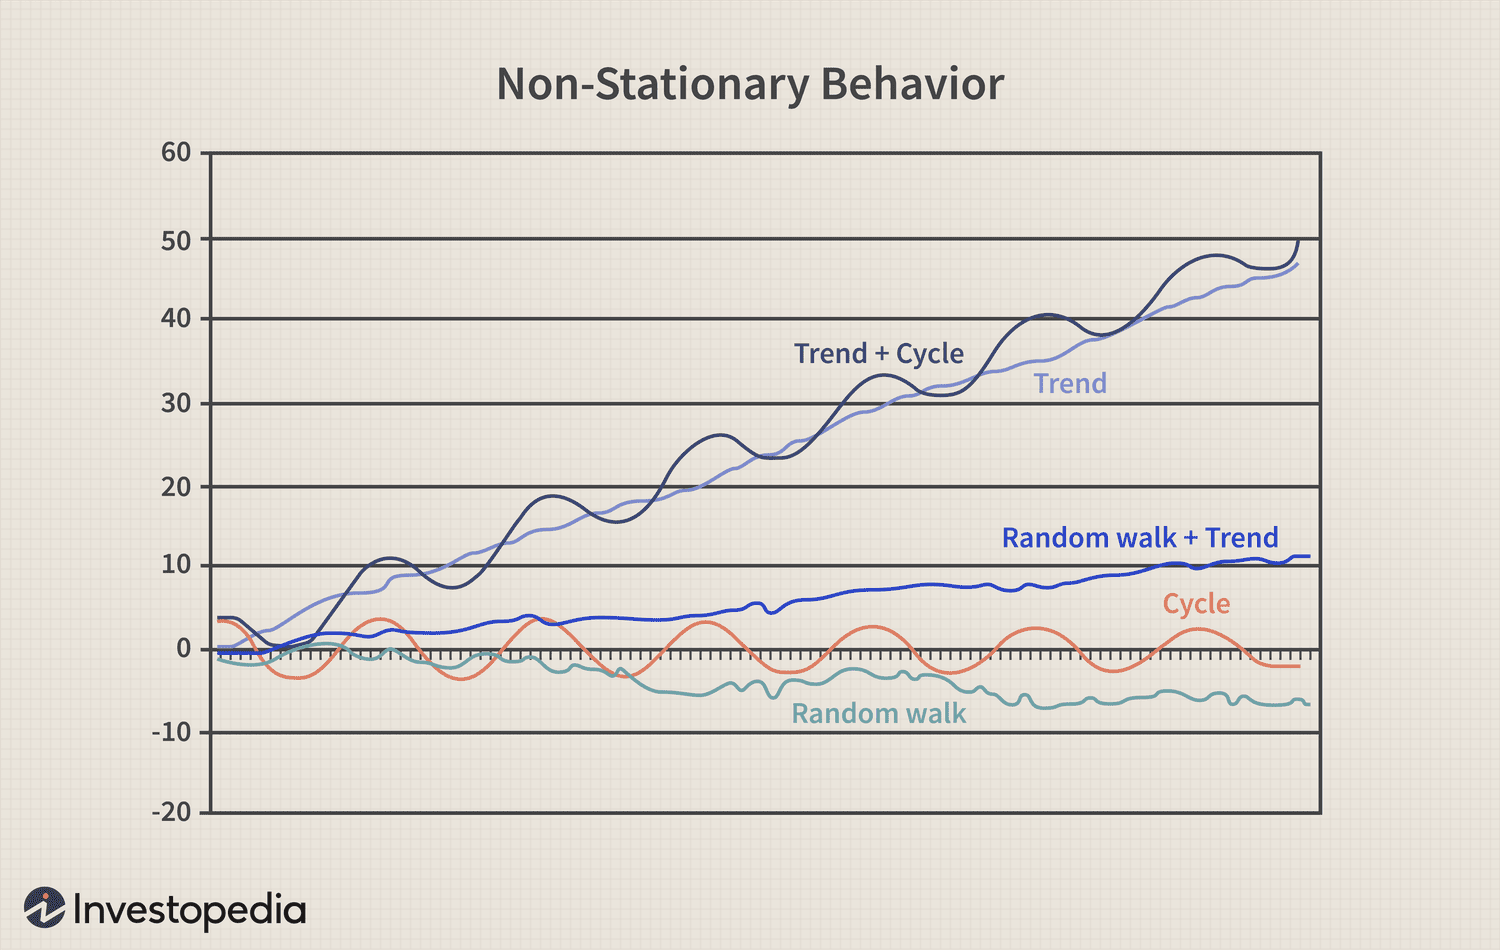 Non-Stationary Behavior
60
50
40
30
20
10
0
-10
-20
Trend + Cycle
Trend
Random walk + Trend
Cycle
Random walk
Investopedia